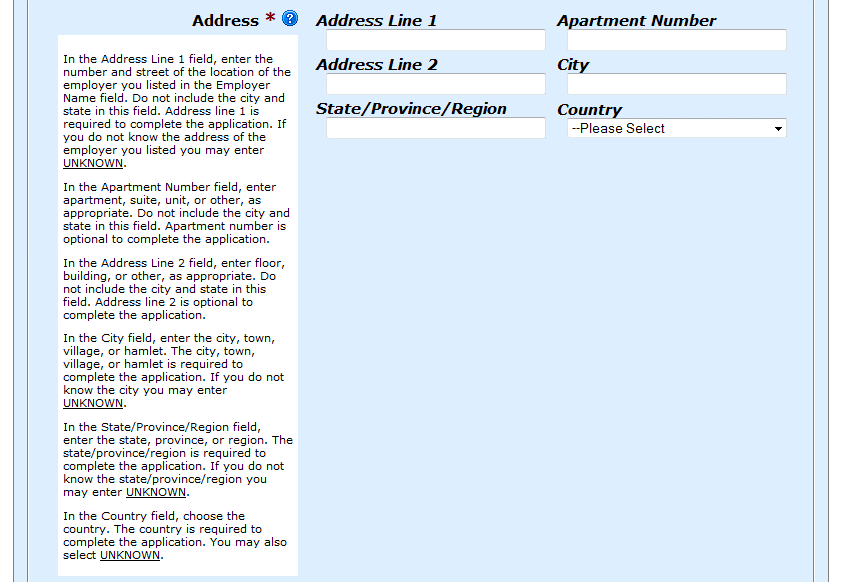 Address * ?
Address Line 1
Apartment Number
Address Line 2
City
State/Province/Region
Country
--Please Select
In the Address Line 1 field, enter the
number and street of the location of the
employer you listed in the Employer
Name field. Do not include the city and
state in this field. Address line 1 is
required to complete the application. If
you do not know the address of the
employer you listed you may enter
UNKNOWN.
In the Apartment Number field, enter
apartment, suite, unit, or other, as
appropriate. Do not include the city and
state in this field. Apartment number is
optional to complete the application.
In the Address Line 2 field, enter floor,
building, or other, as appropriate. Do
not include the city and state in this
field. Address line 2 is optional to
complete the application.
In the City field, enter the city, town,
village, or hamlet. The city, town,
village, or hamlet is required to
complete the application. If you do not
know the city you may enter
UNKNOWN.
In the State/Province/Region field,
enter the state, province, or region. The
state/province/region is required to
complete the application. If you do not
know the state/province/region you
may enter UNKNOWN.
In the Country field, choose the
country. The country is required to
complete the application. You may also
select UNKNOWN.